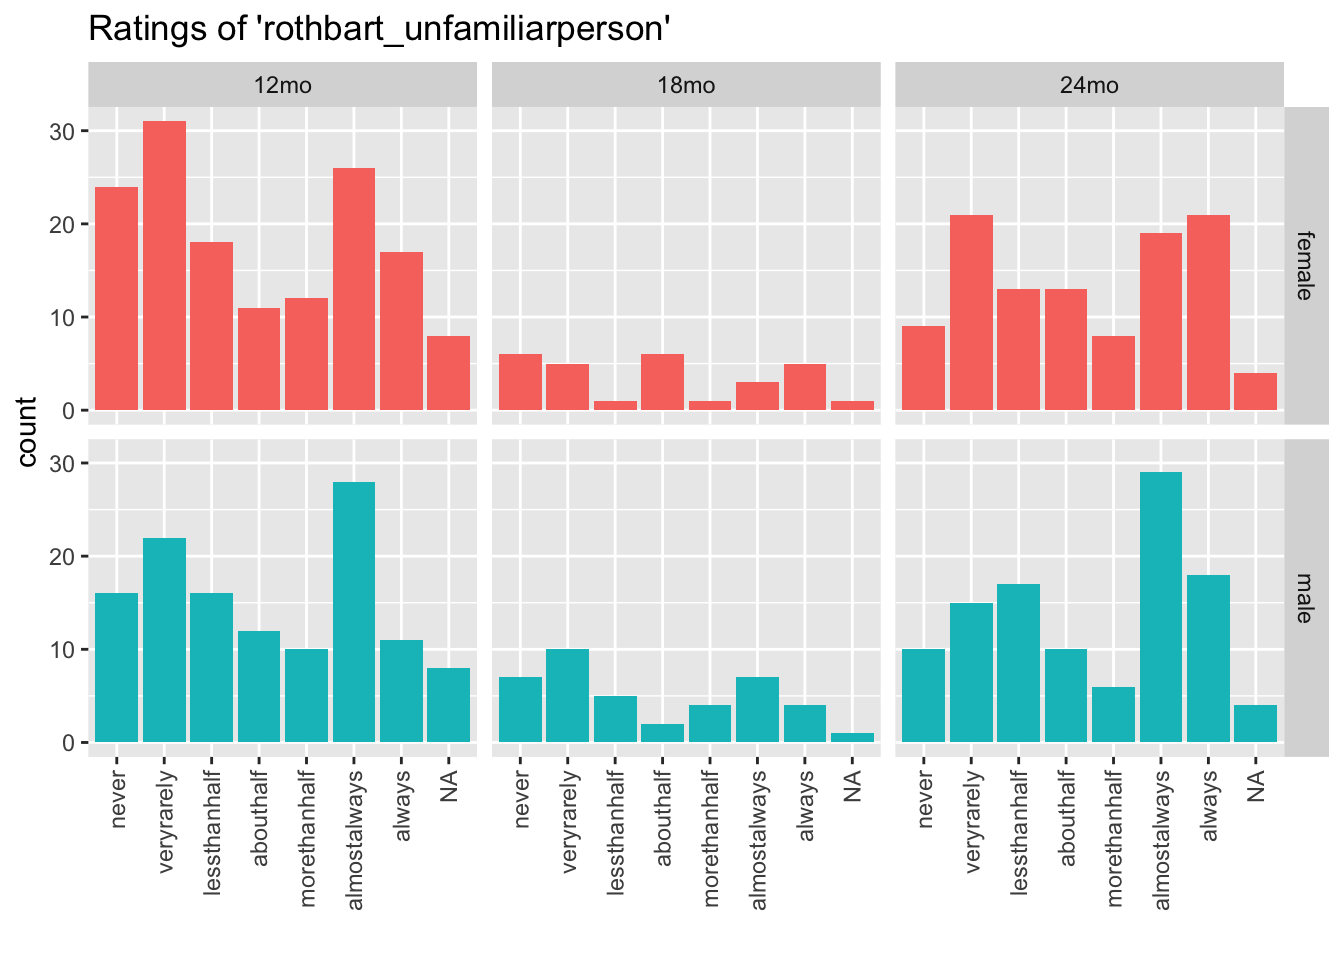 Ratings of 'rothbart_unfamiliarperson'
12mo 18mo 24mo
30
20
10
0
female
count
30
20
10
0
male
never veryrarely lessthanhalf abouthalf morethanhalf almostalways always NA never veryrarely lessthanhalf abouthalf morethanhalf almostalways always NA never veryrarely lessthanhalf abouthalf morethanhalf almostalways always NA